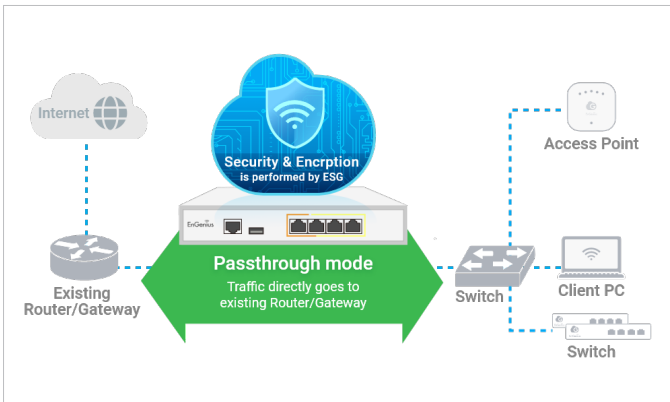 Internet
Security & Encrption
is performed by ESG
EnGenius
Passthrough mode
Traffic directly goes to
existing Router/Gateway
Existing
Router/Gateway
Switch
Access Point
Client PC
Switch